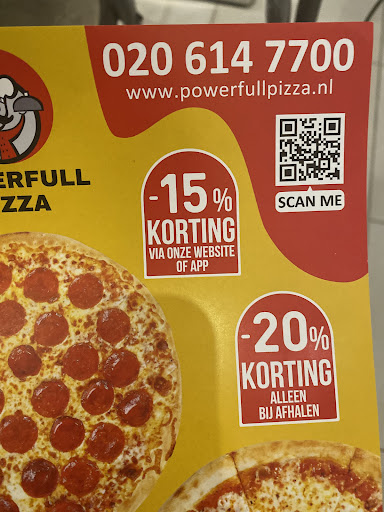 020 614 7700
www.powerfullpizza.nl
SCAN ME
ERFULL
ZZA
-15%
KORTING
VIA ONZE WEBSITE
OF APP
-20%
KORTING
ALLEEN
BIJ AFHALEN